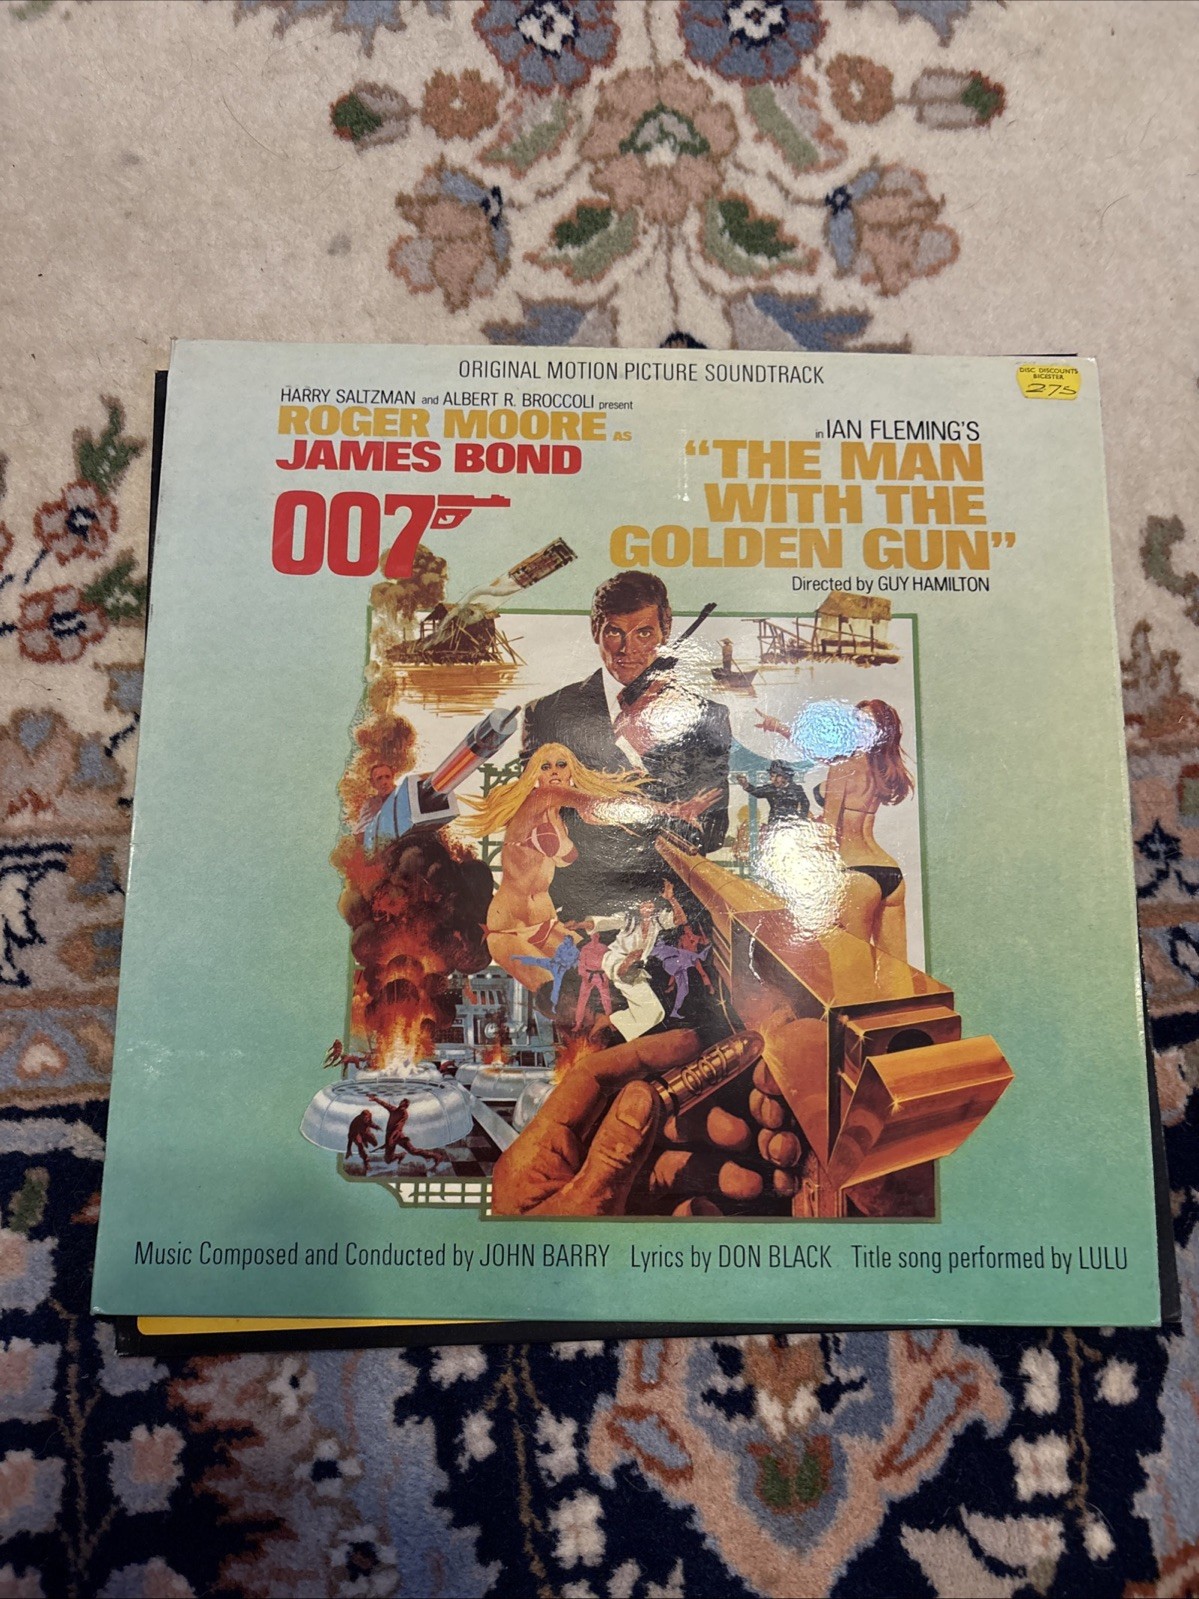 ORIGINAL MOTION PICTURE SOUNDTRACK
DISC DISCOUNTS
BICESTER
275
HARRY SALTZMAN and ALBERT R. BROCCOLI present
ROGER MOORE AS
JAMES BOND
007
in IAN FLEMING'S
"THE MAN
WITH THE
GOLDEN GUN"
Directed by GUY HAMILTON
007
Music Composed and Conducted by JOHN BARRY Lyrics by DON BLACK Title song performed by LULU